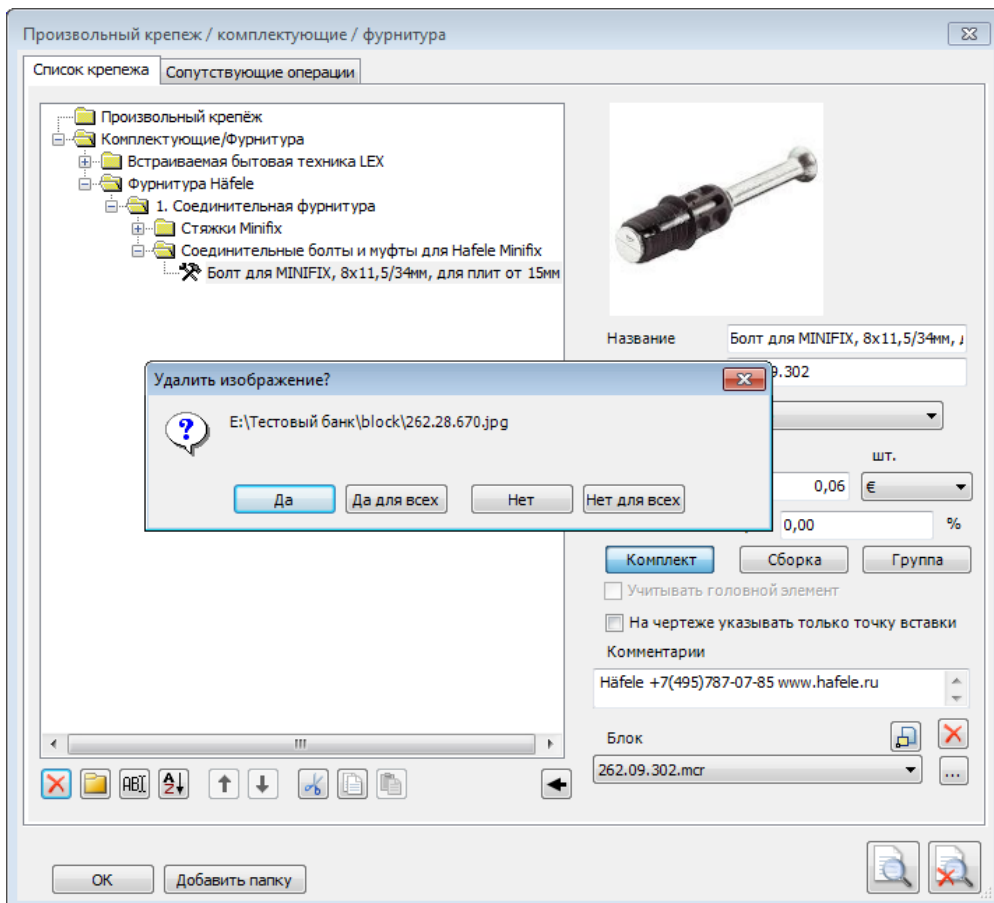 Произвольный крепеж / комплектующие / фурнитура
Список крепежа
Сопутствующие операции
Произвольный крепёж
Комплектующие/Фурнитура
Встраиваемая бытовая техника LEX
Фурнитура Häfele
1. Соединительная фурнитура
Стяжки Minifix
Соединительные болты и муфты для Hafele Minifix
Болт для MINIFIX, 8x11,5/34мм, для плит от 15мм
Название
Болт для MINIFIX, 8x11,5/34мм,
9.302
Удалить изображение?
E:\Тестовый банк\block\262.28.670.jpg
Да
Да для всех
Нет
Нет для всех
шт.
0,06
€
0,00
%
Комплект
Сборка
Группа
Учитывать головной элемент
На чертеже указывать только точку вставки
Комментарии
Häfele +7(495)787-07-85 www.hafele.ru
Блок
262.09.302.mcr
...
ABI
AZ
OK
Добавить папку